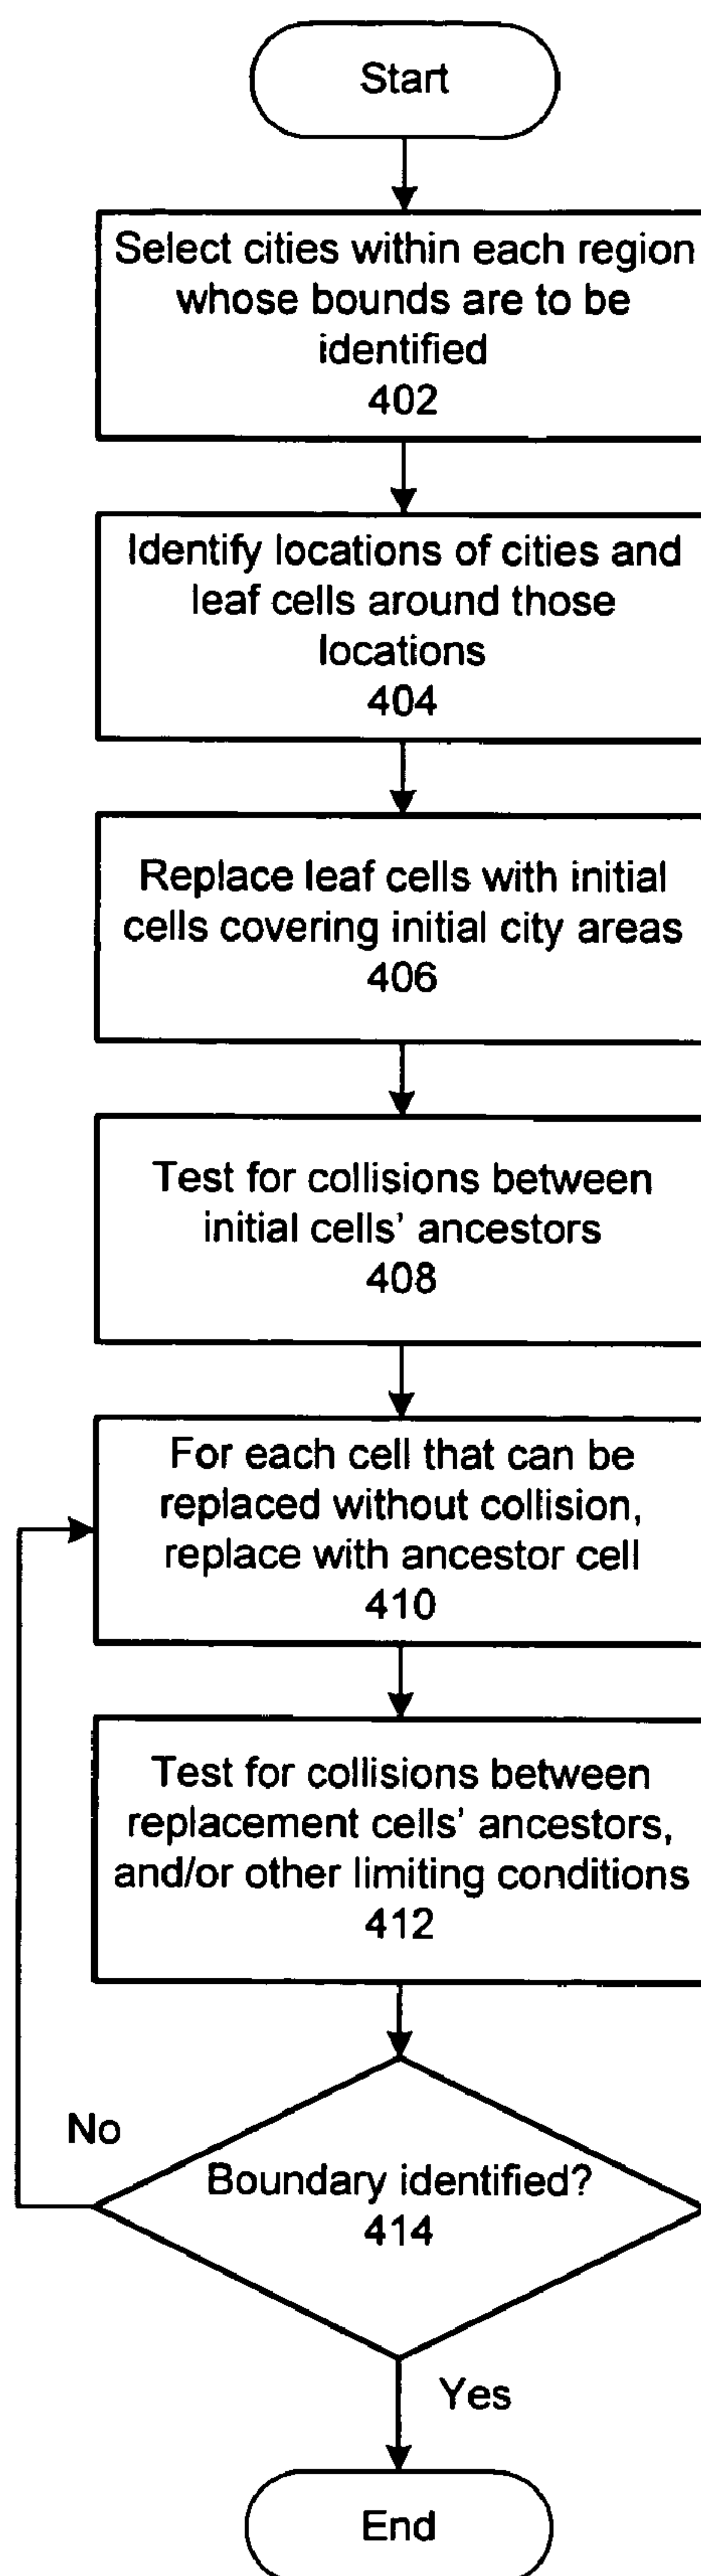 Start
Select cities within each region
whose bounds are to be
identified
402
Identify locations of cities and
leaf cells around those
locations
404
Replace leaf cells with initial
cells covering initial city areas
406
Test for collisions between
initial cells' ancestors
408
For each cell that can be
replaced without collision,
replace with ancestor cell
410
Test for collisions between
replacement cells' ancestors,
and/or other limiting conditions
412
No
Boundary identified?
414
Yes
End